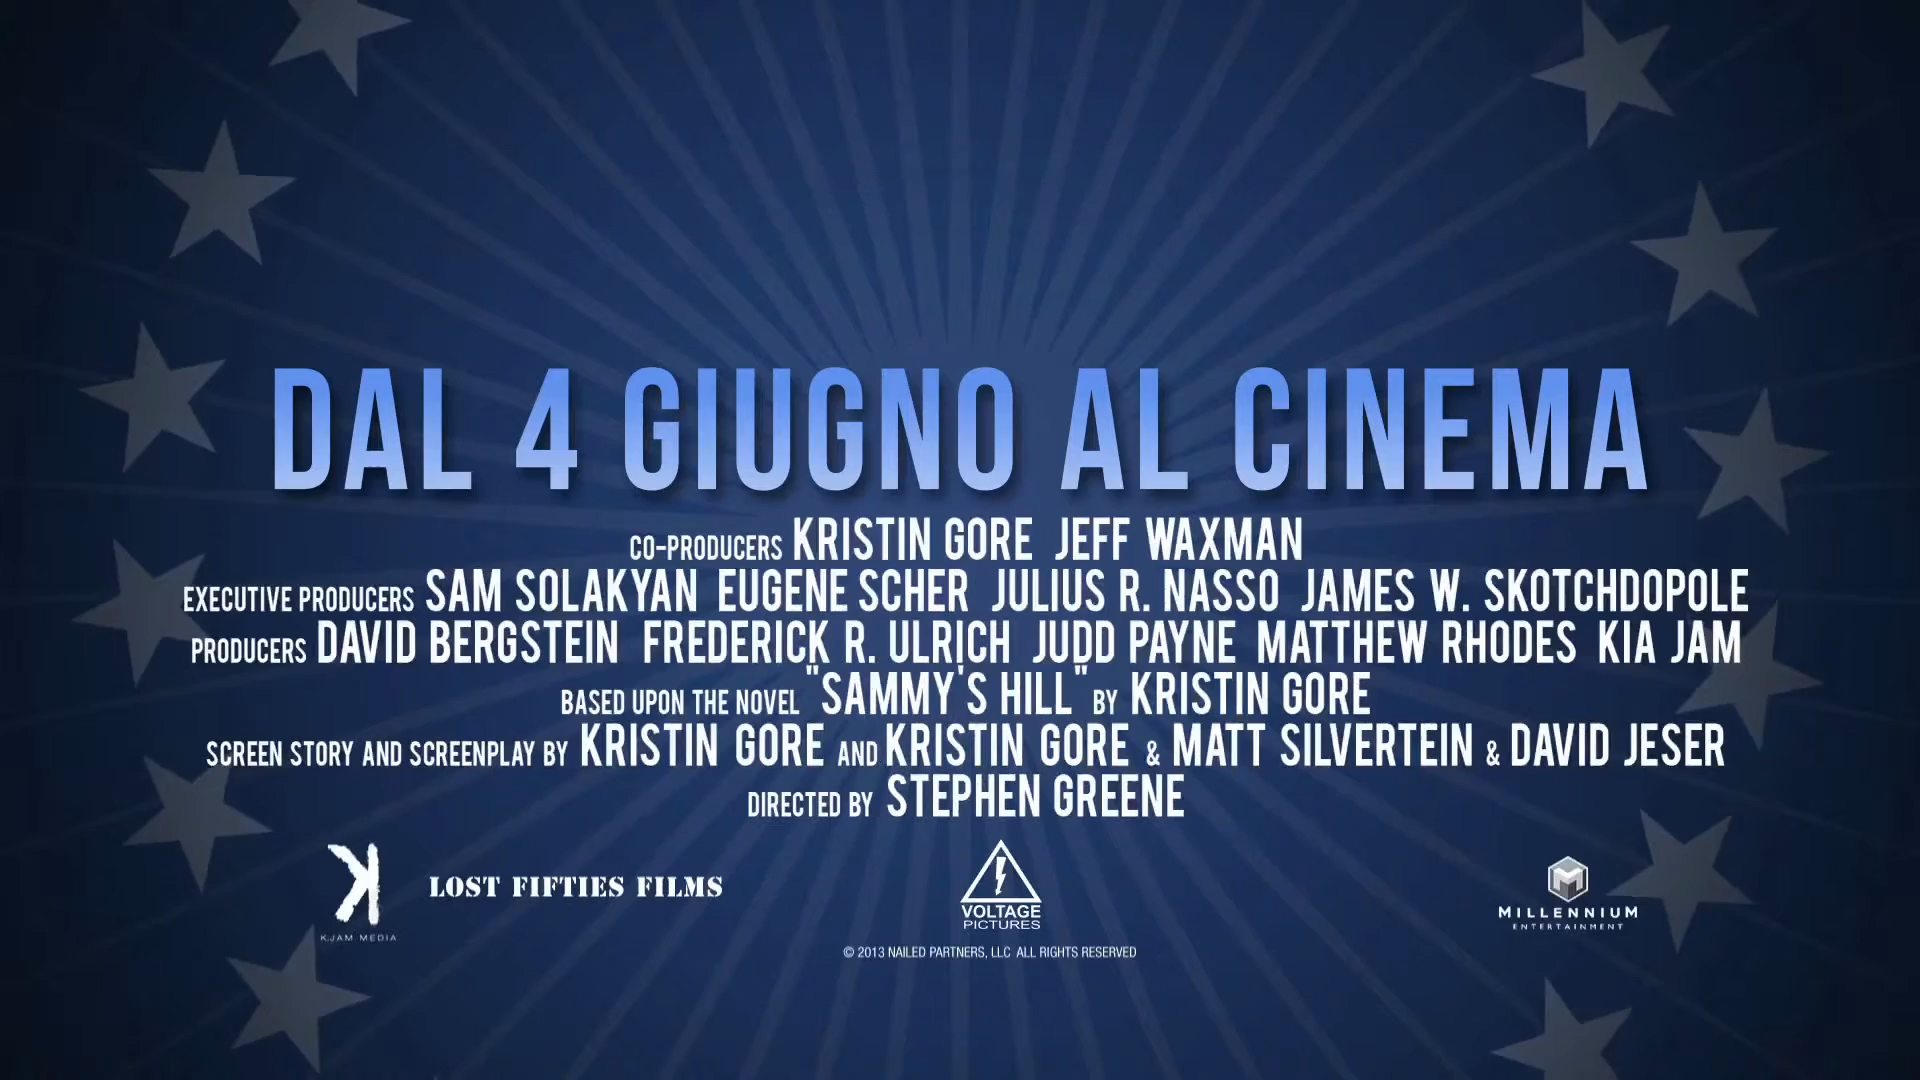 DAL 4 GIUGNO AL CINEMA
CO-PRODUCERS KRISTIN GORE JEFF WAXMAN
EXECUTIVE PRODUCERS SAM SOLAKYAN EUGENE SCHER JULIUS R. NASSO JAMES W. SKOTCHDOPOLE
PRODUCERS DAVID BERGSTEIN FREDERICK R. ULRICH JUDD PAYNE MATTHEW RHODES KIA JAM
BASED UPON THE NOVEL "SAMMY'S HILL" BY KRISTIN GORE
SCREEN STORY AND SCREENPLAY BY KRISTIN GORE AND KRISTIN GORE & MATT SILVERTEIN & DAVID JESER
DIRECTED BY STEPHEN GREENE
K
K.JAM MEDIA
LOST FIFTIES FILMS
VOLTAGE
PICTURES
M
MILLENNIUM
ENTERTAINMENT
© 2013 NAILED PARTNERS, LLC ALL RIGHTS RESERVED